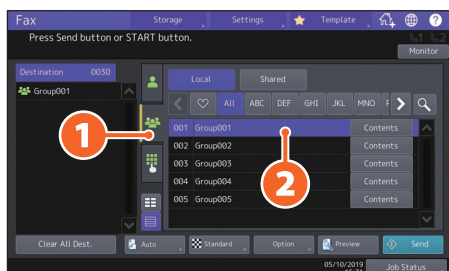 Fax Storage Settings Template ?
Press Send button or START button.
Monitor
Destination 0030
Group001
Local Shared
All ABC DEF GHI JKL MNO
001 Group001 Contents
002 Group002 Contents
003 Group003 Contents
004 Group004 Contents
005 Group005 Contents
1
2
Clear All Dest. Auto Standard Option Preview Send
05/10/2019 Job Status